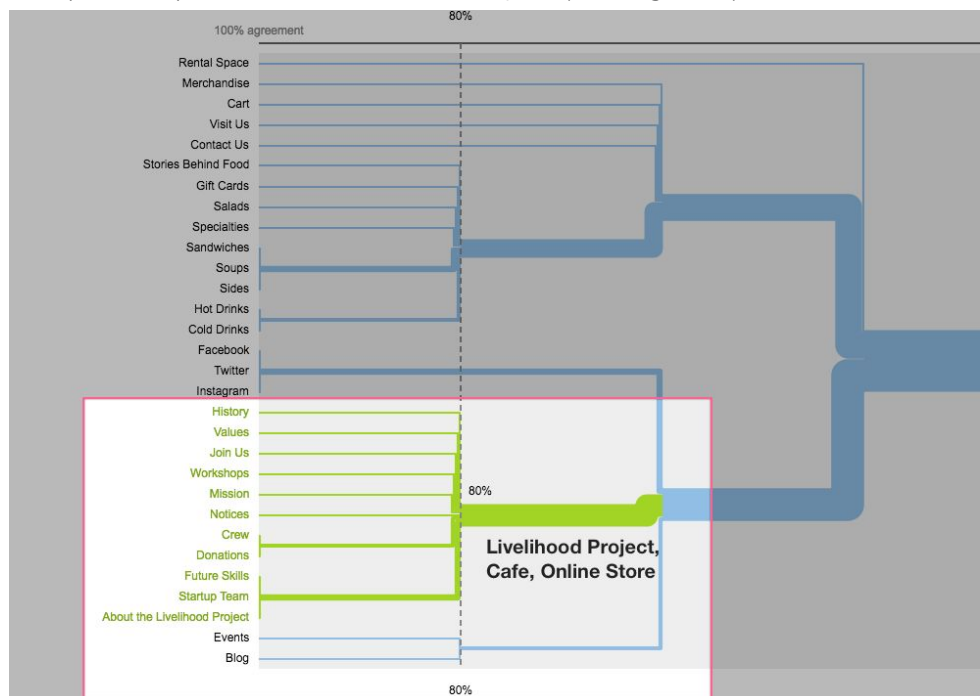 80%
100% agreement
Rental Space
Merchandise
Cart
Visit Us
Contact Us
Stories Behind Food
Gift Cards
Salads
Specialties
Sandwiches
Soups
Sides
Hot Drinks
Cold Drinks
Facebook
Twitter
Instagram
History
Values
Join Us
Workshops
Mission
80%
Notices
Crew
Livelihood Project,
Donations
Cafe, Online Store
Future Skills
Startup Team
About the Livelihood Project
Events
Blog
80%